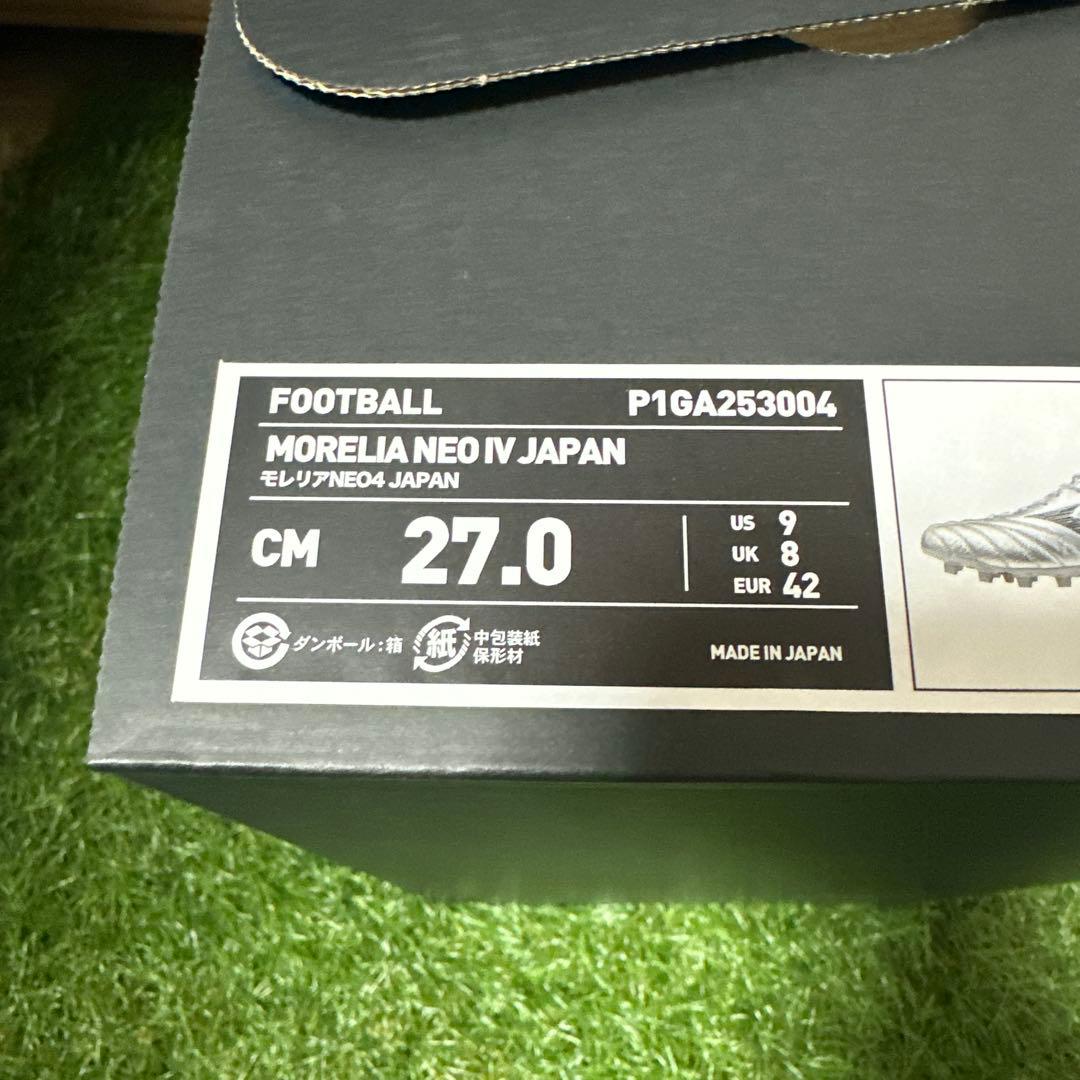 FOOTBALL P1GA253004
MORELIA NEO IV JAPAN
モレリアNEO4 JAPAN
CM 27.0
US 9
UK 8
EUR 42
ダンボール:箱 紙 中包装紙
保形材
MADE IN JAPAN